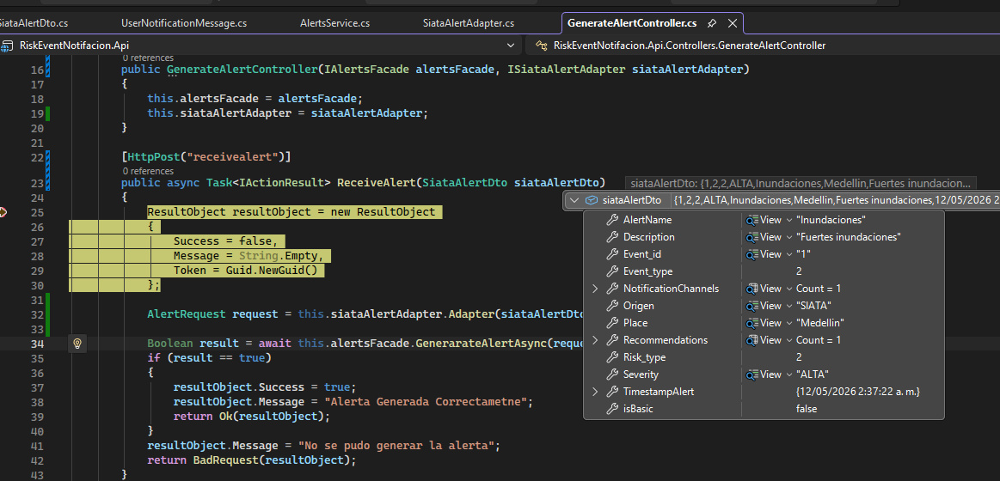 SiataAlertDto.cs UserNotificationMessage.cs AlertsService.cs SiataAlertAdapter.cs GenerateAlertController.cs
RiskEventNotifacion.Api RiskEventNotifacion.Api.Controllers.GenerateAlertController
0 references
16 public GenerateAlertController(IAlertsFacade alertsFacade, ISiataAlertAdapter siataAlertAdapter)
17 {
18 this.alertsFacade = alertsFacade;
19 this.siataAlertAdapter = siataAlertAdapter;
20 }
21
22 [HttpPost("receivealert")]
0 references
23 public async Task<IActionResult> ReceiveAlert(SiataAlertDto siataAlertDto) siataAlertDto: {1,2,2,ALTA,Inundaciones,Medellin,Fuertes inundacion...
24 {
siataAlertDto {1,2,2,ALTA,Inundaciones,Medellin,Fuertes inundaciones,12/05/2026 2
25 ResultObject resultObject = new ResultObject
26 {
27 Success = false,
28 Message = String.Empty,
29 Token = Guid.NewGuid()
30 };
31
32 AlertRequest request = this.siataAlertAdapter.Adapter(siataAlertDto
33
34 Boolean result = await this.alertsFacade.GenerarateAlertAsync(reque
35 if (result == true)
36 {
37 resultObject.Success = true;
38 resultObject.Message = "Alerta Generada Correctametne";
39 return Ok(resultObject);
40 }
41 resultObject.Message = "No se pudo generar la alerta";
42 return BadRequest(resultObject);
43 }
AlertName View "Inundaciones"
Description View "Fuertes inundaciones"
Event_id View "1"
Event_type 2
NotificationChannels View Count = 1
Origen View "SIATA"
Place View "Medellin"
Recommendations View Count = 1
Risk_type 2
Severity View "ALTA"
TimestampAlert {12/05/2026 2:37:22 a. m.}
isBasic false